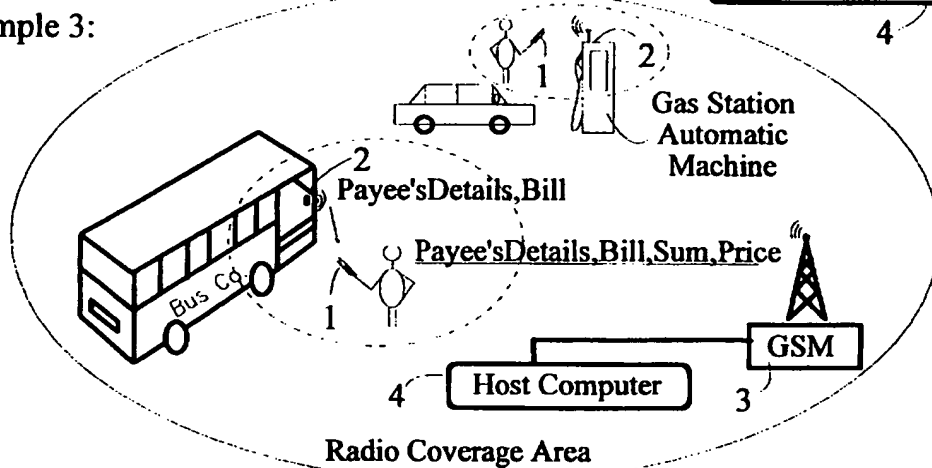 mple 3:
4
1
2
Gas Station
Automatic
Machine
2
Payee'sDetails,Bill
Payee'sDetails,Bill,Sum,Price
Bus Co.
1
GSM
3
4
Host Computer
Radio Coverage Area